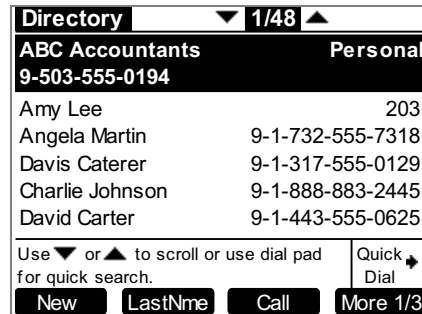 Directory ▼ 1/48 ▲
ABC Accountants Personal
9-503-555-0194
Amy Lee 203
Angela Martin 9-1-732-555-7318
Davis Caterer 9-1-317-555-0129
Charlie Johnson 9-1-888-883-2445
David Carter 9-1-443-555-0625
Use ▼ or ▲ to scroll or use dial pad
for quick search.
Quick
Dial
New LastNme Call More 1/3